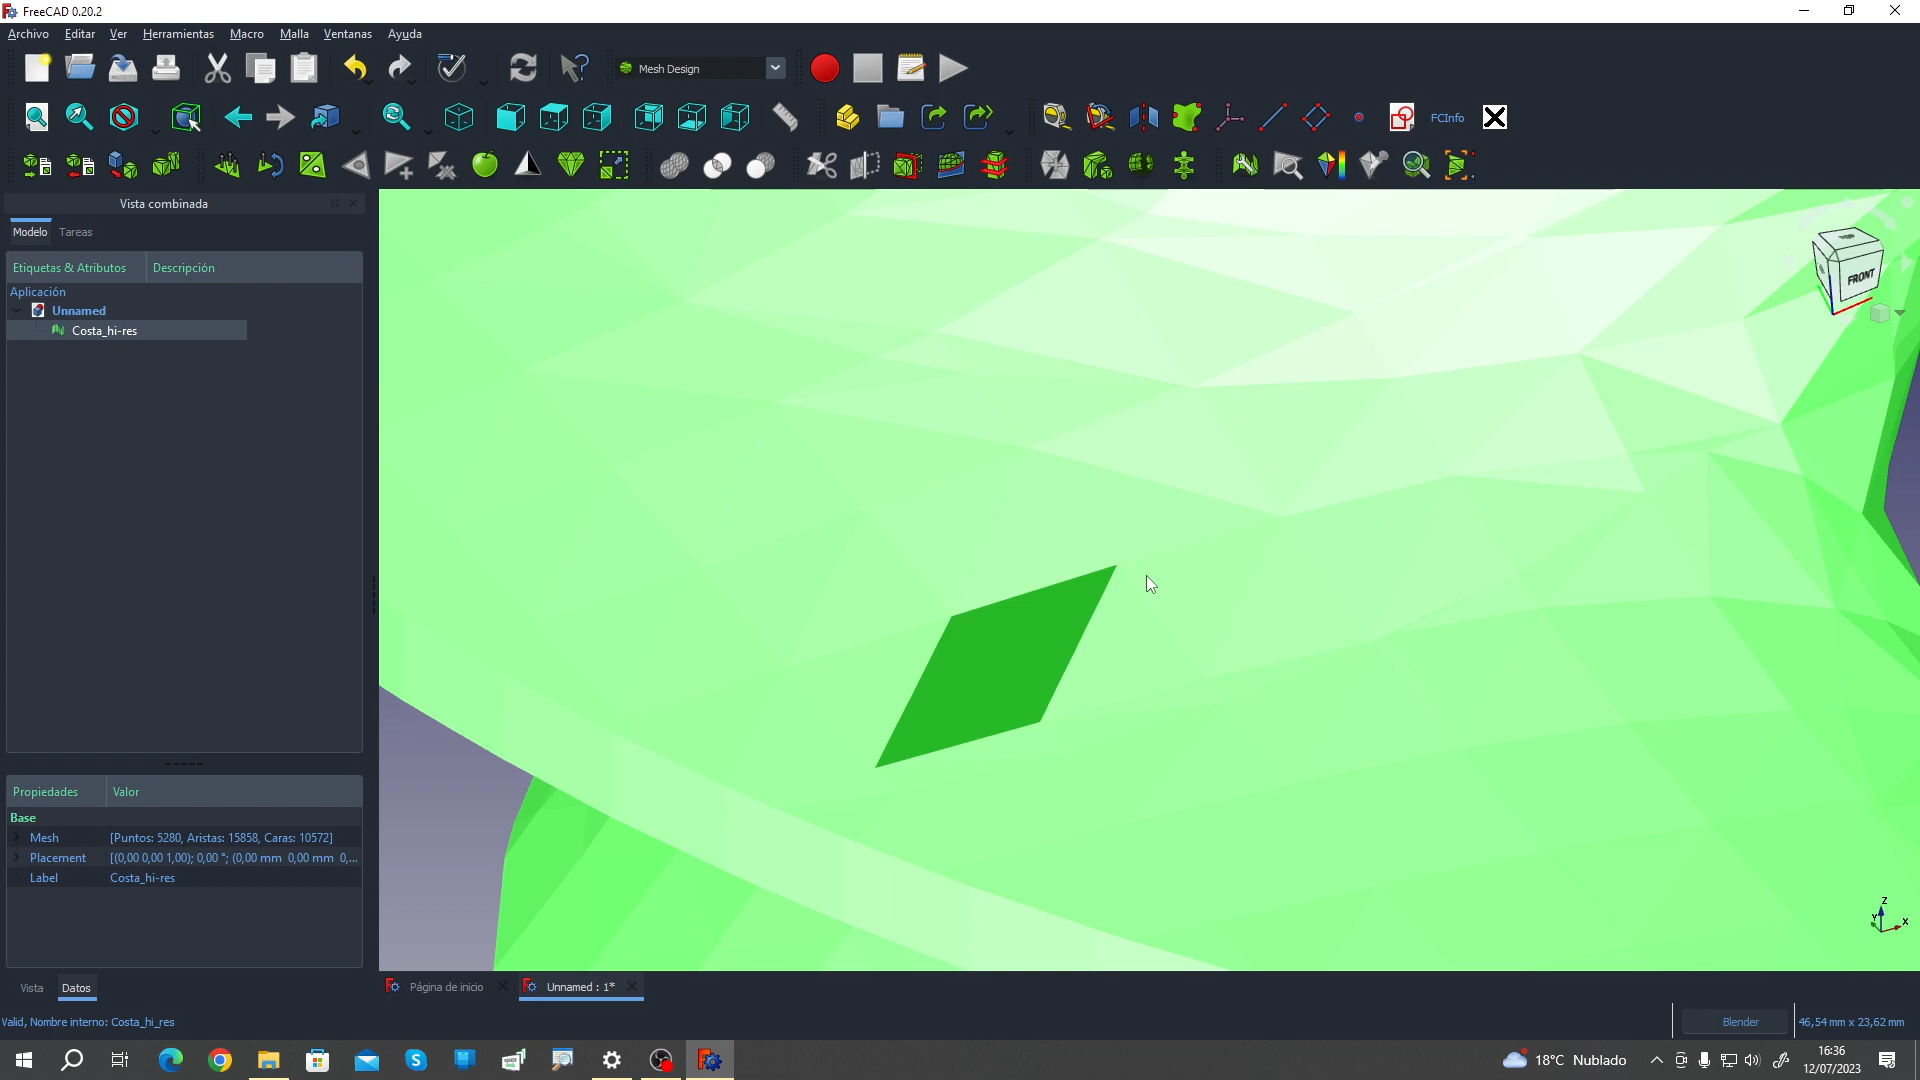 FreeCAD 0.20.2
Archivo Editar Ver Herramientas Macro Malla Ventanas Ayuda
Mesh Design
FCInfo
Vista combinada
Modelo Tareas
Etiquetas & Atributos Descripción
Aplicación
Unnamed
Costa_hi-res
FRONT
Propiedades Valor
Base
Mesh [Puntos: 5280, Aristas: 15858, Caras: 10572]
Placement [(0,00 0,00 1,00); 0,00 °; (0,00 mm 0,00 mm 0,...
Label Costa_hi-res
Z
Y X
Vista Datos
Página de inicio Unnamed : 1*
Valid, Nombre interno: Costa_hi_res
Blender 46,54 mm x 23,62 mm
18°C Nublado
16:36
12/07/2023